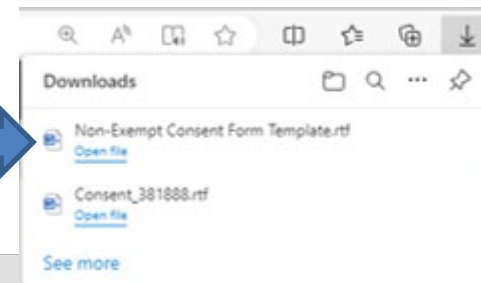 Downloads
Non-Exempt Consent Form Template.rtf
Open file
Consent_381888.rtf
Open file
See more